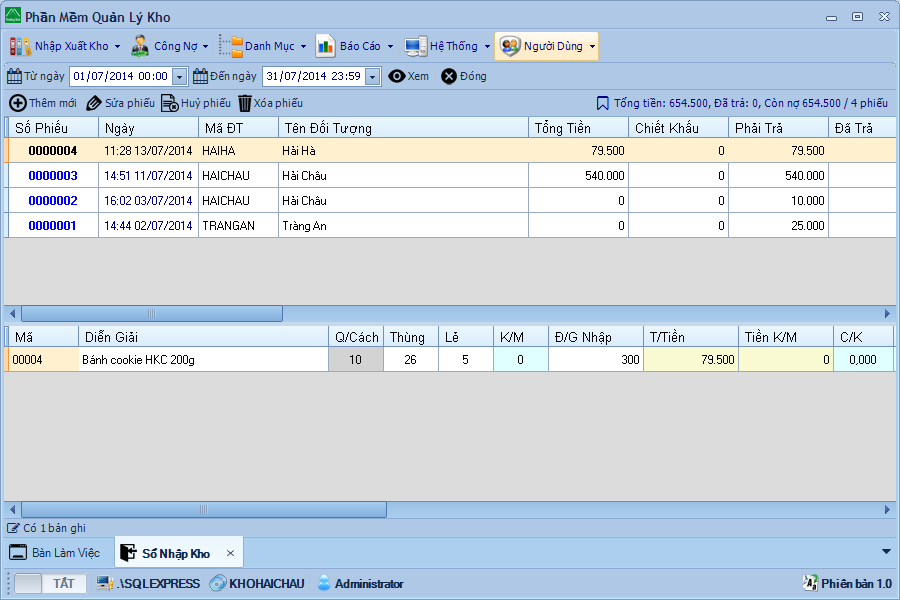 Phần Mềm Quản Lý Kho
Nhập Xuất Kho Công Nợ Danh Mục Báo Cáo Hệ Thống Người Dùng
Từ ngày 01/07/2014 00:00 Đến ngày 31/07/2014 23:59 Xem Đóng
Thêm mới Sửa phiếu Huỷ phiếu Xóa phiếu Tổng tiền: 654.500, Đã trả: 0, Còn nợ 654.500 / 4 phiếu
Số Phiếu Ngày Mã ĐT Tên Đối Tượng Tổng Tiền Chiết Khấu Phải Trả Đã Trả
0000004 11:28 13/07/2014 HAIHA Hải Hà 79.500 0 79.500
0000003 14:51 11/07/2014 HAICHAU Hải Châu 540.000 0 540.000
0000002 16:02 03/07/2014 HAICHAU Hải Châu 0 0 10.000
0000001 14:44 02/07/2014 TRANGAN Tràng An 0 0 25.000
Mã Diễn Giải Q/Cách Thùng Lẻ K/M Đ/G Nhập T/Tiền Tiền K/M C/K
00004 Bánh cookie HKC 200g 10 26 5 0 300 79.500 0 0,000
Có 1 bản ghi
Bàn Làm Việc Sổ Nhập Kho
TẮT .\SQLEXPRESS KHOHAICHAU Administrator Phiên bản 1.0